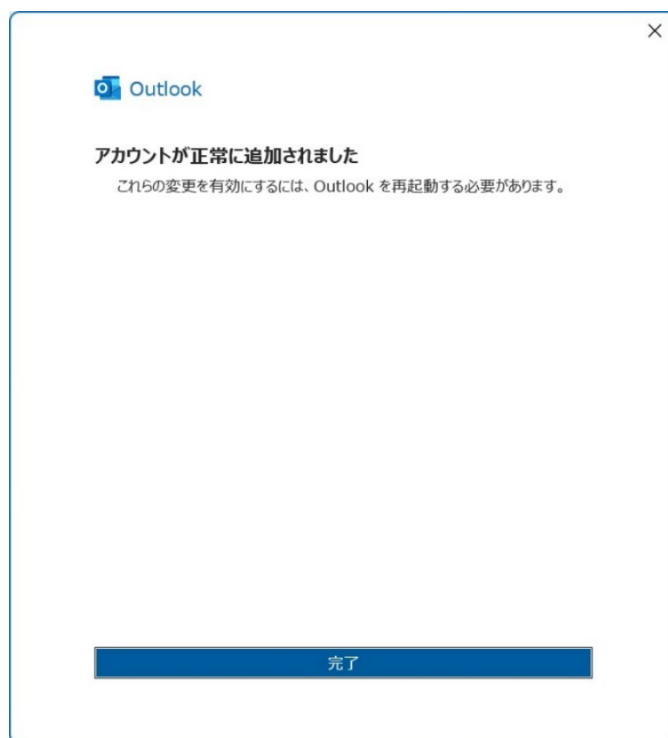 Outlook
アカウントが正常に追加されました
これらの変更を有効にするには、Outlook を再起動する必要があります。
完了